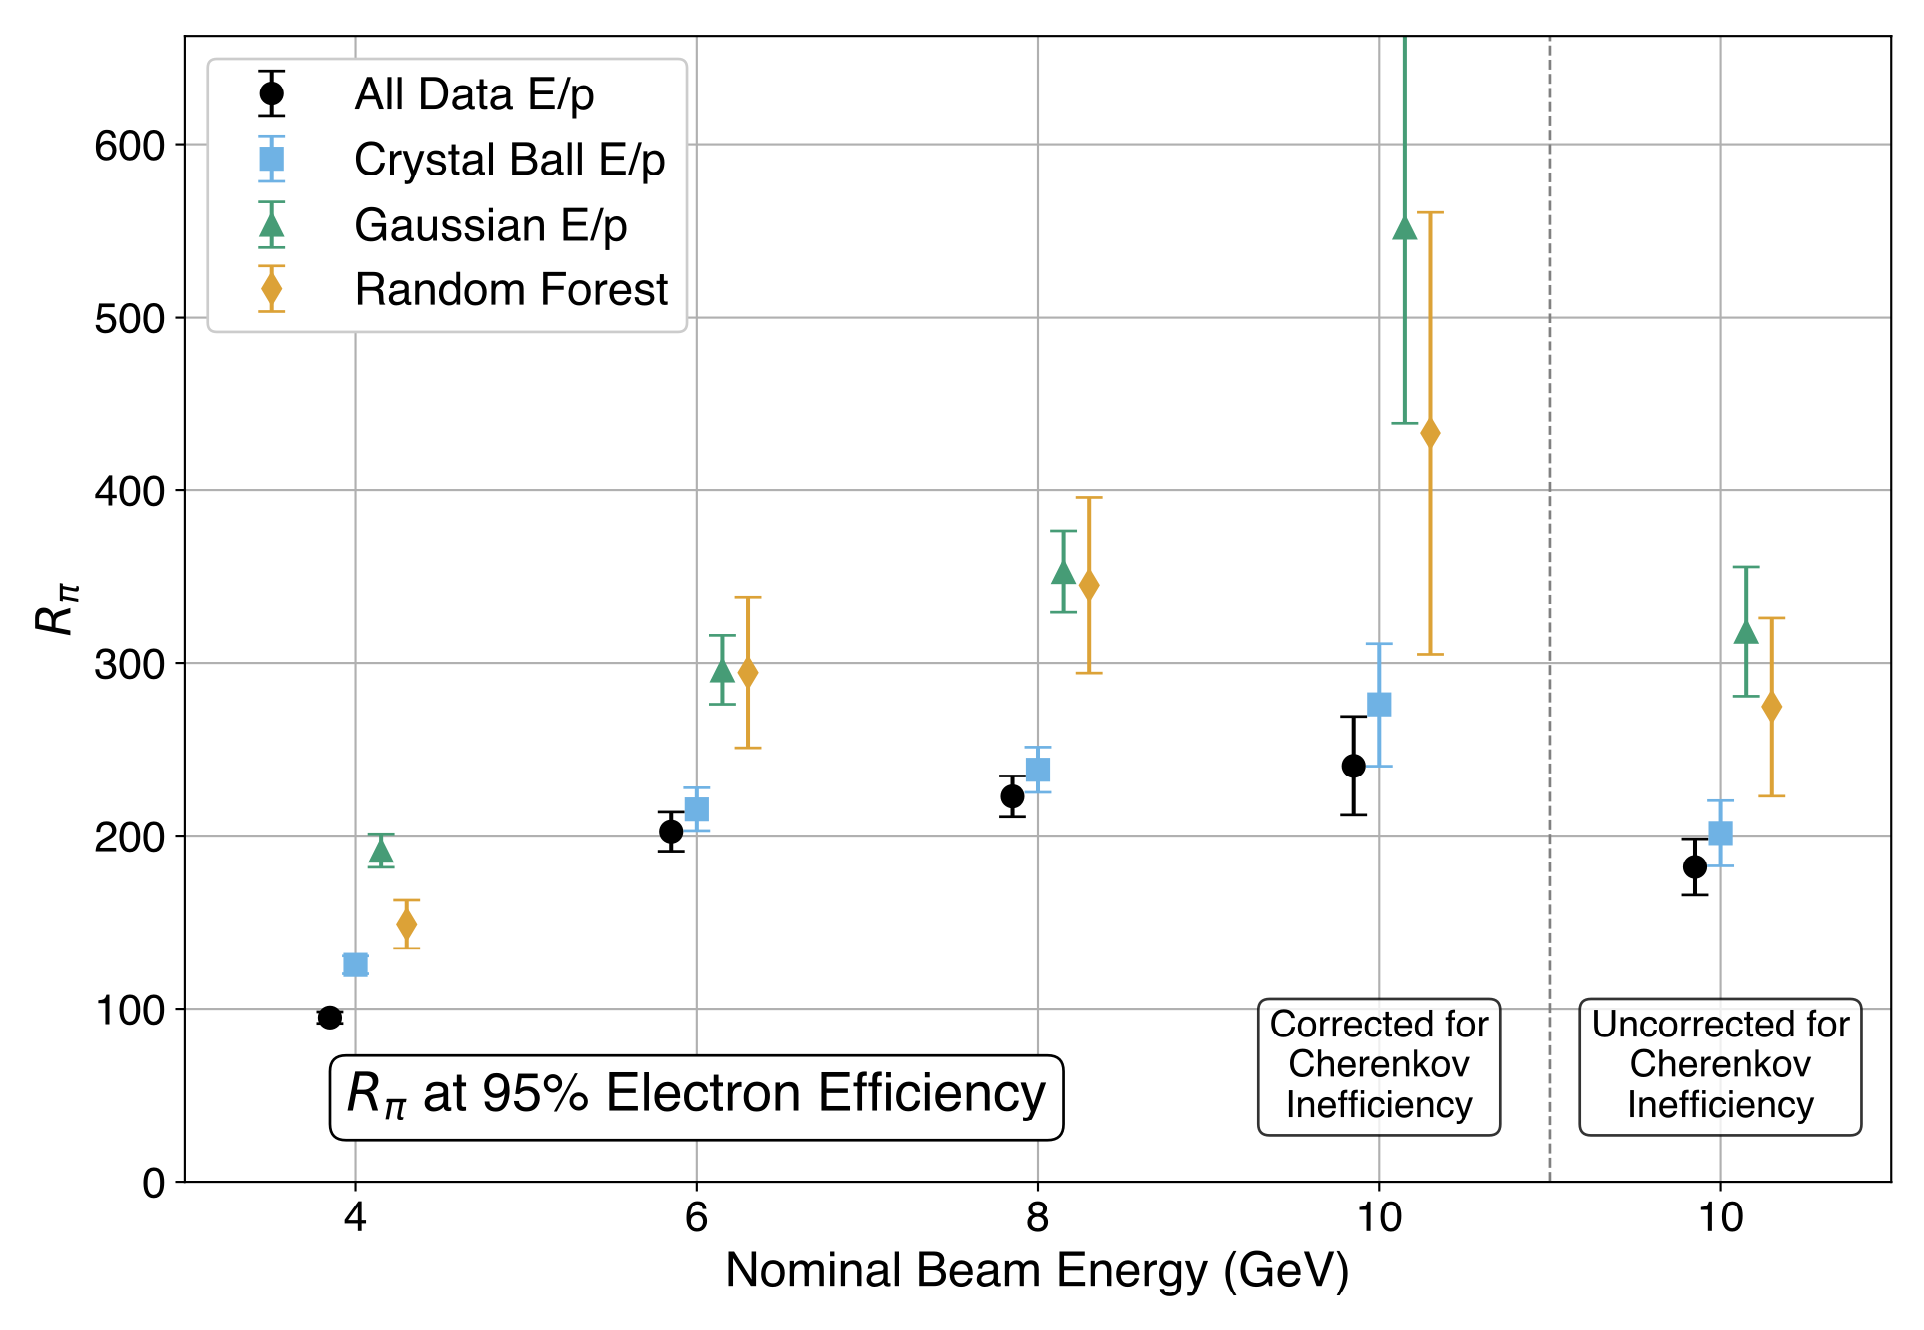 All Data E/p
Crystal Ball E/p
Gaussian E/p
Random Forest
600
500
400
300
200
100
0
R_π
R_π at 95% Electron Efficiency
Corrected for
Cherenkov
Inefficiency
Uncorrected for
Cherenkov
Inefficiency
4 6 8 10 10
Nominal Beam Energy (GeV)